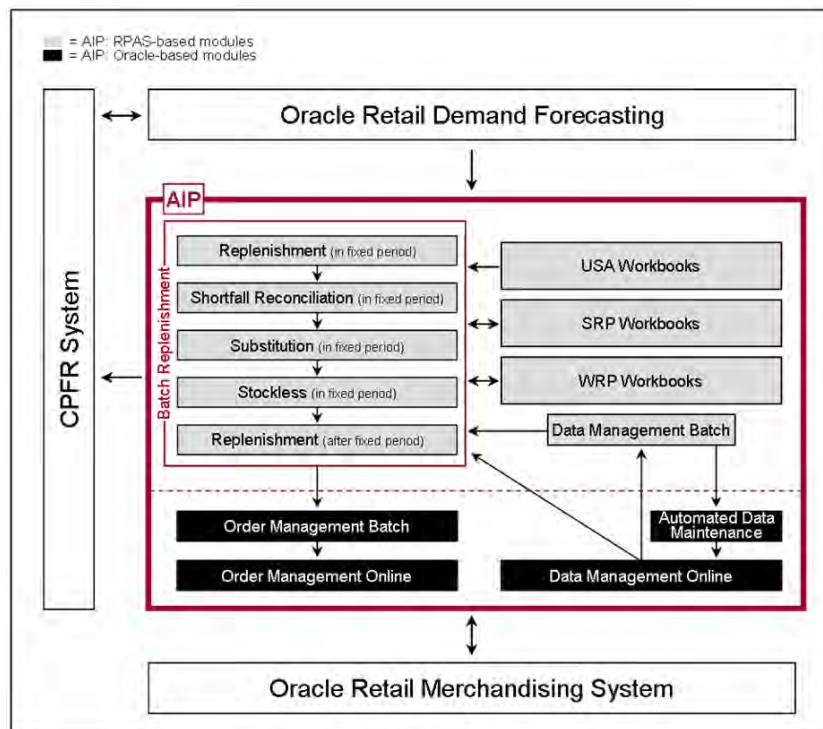 = AIP: RPAS-based modules
= AIP: Oracle-based modules
Oracle Retail Demand Forecasting
CPFR System
AIP
Batch Replenishment
Replenishment (in fixed period)
Shortfall Reconciliation (in fixed period)
Substitution (in fixed period)
Stockless (in fixed period)
Replenishment (after fixed period)
USA Workbooks
SRP Workbooks
WRP Workbooks
Data Management Batch
Order Management Batch
Order Management Online
Automated Data
Maintenance
Data Management Online
Oracle Retail Merchandising System